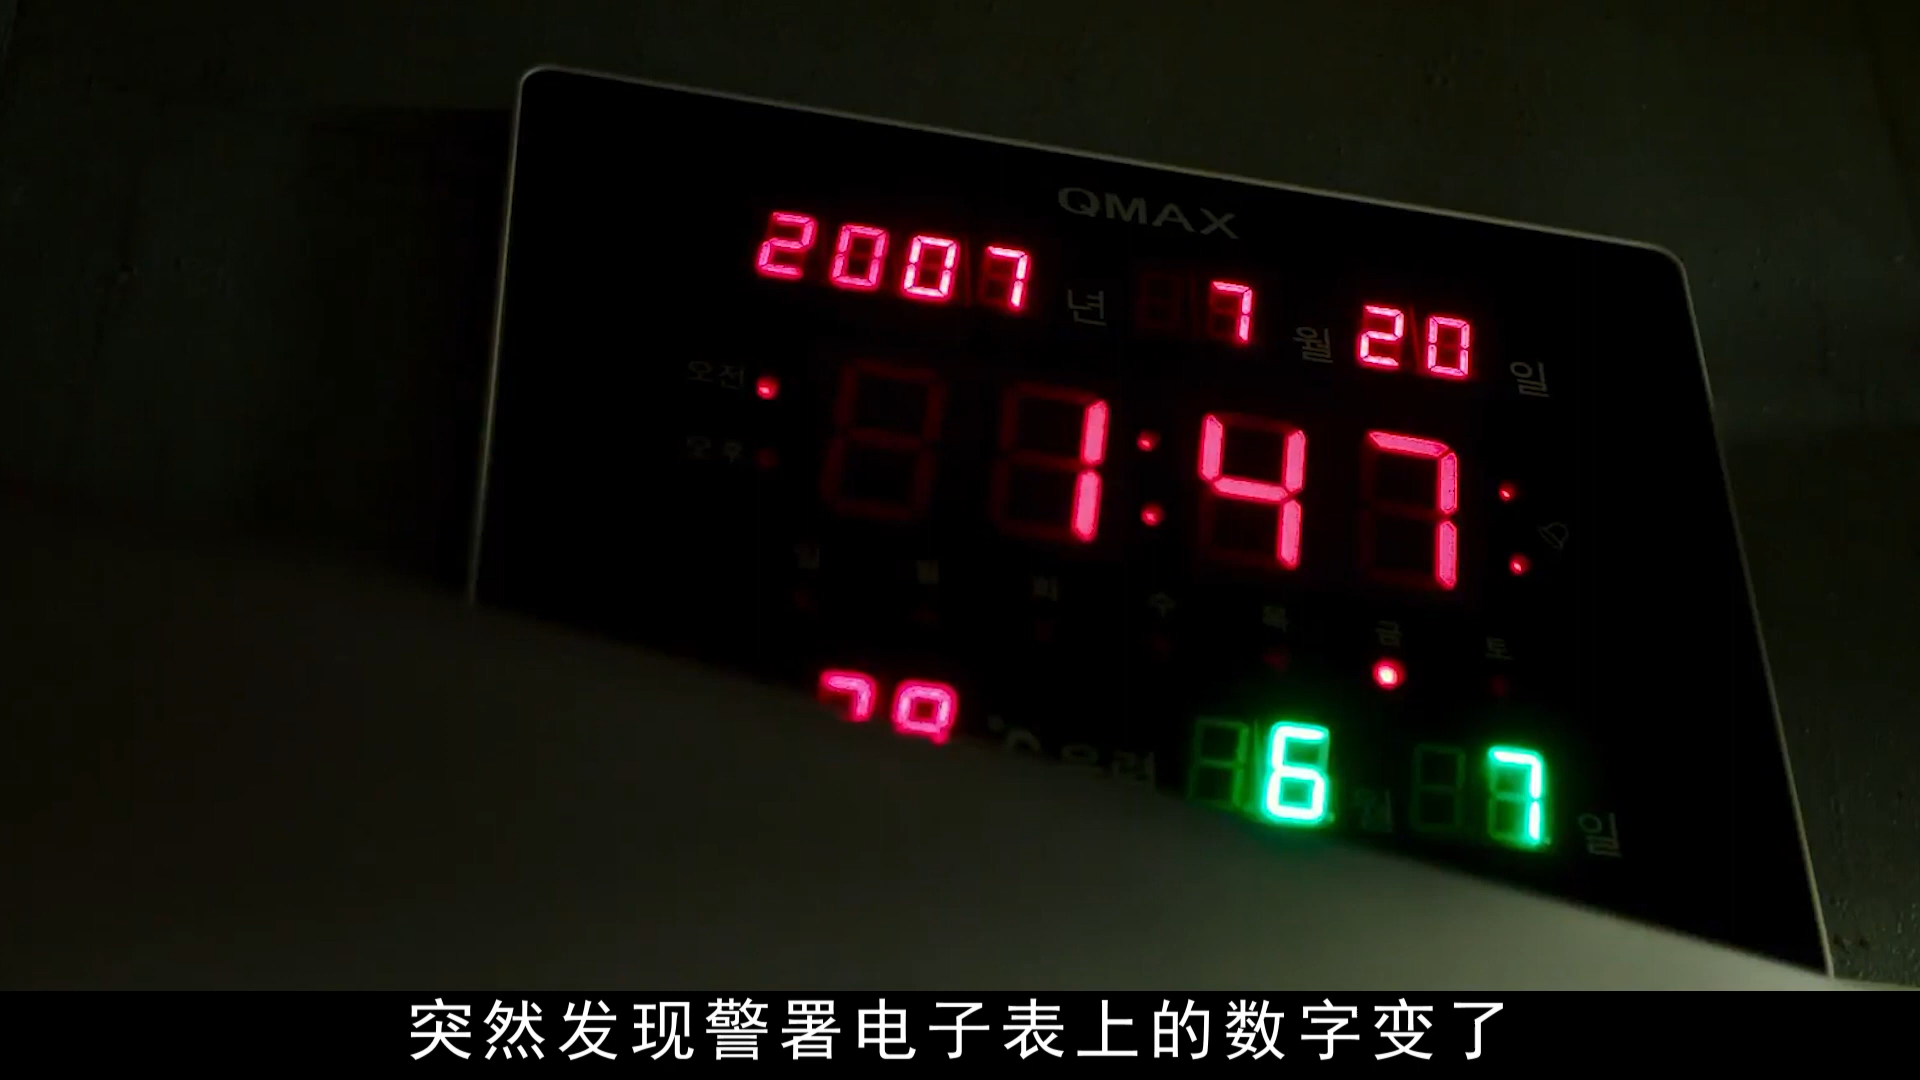 QMAX
2007 년 7 월 20 일
오전
오후
1:47
일 월 화 수 목 금 토
6 월 7 일
突然发现警署电子表上的数字变了